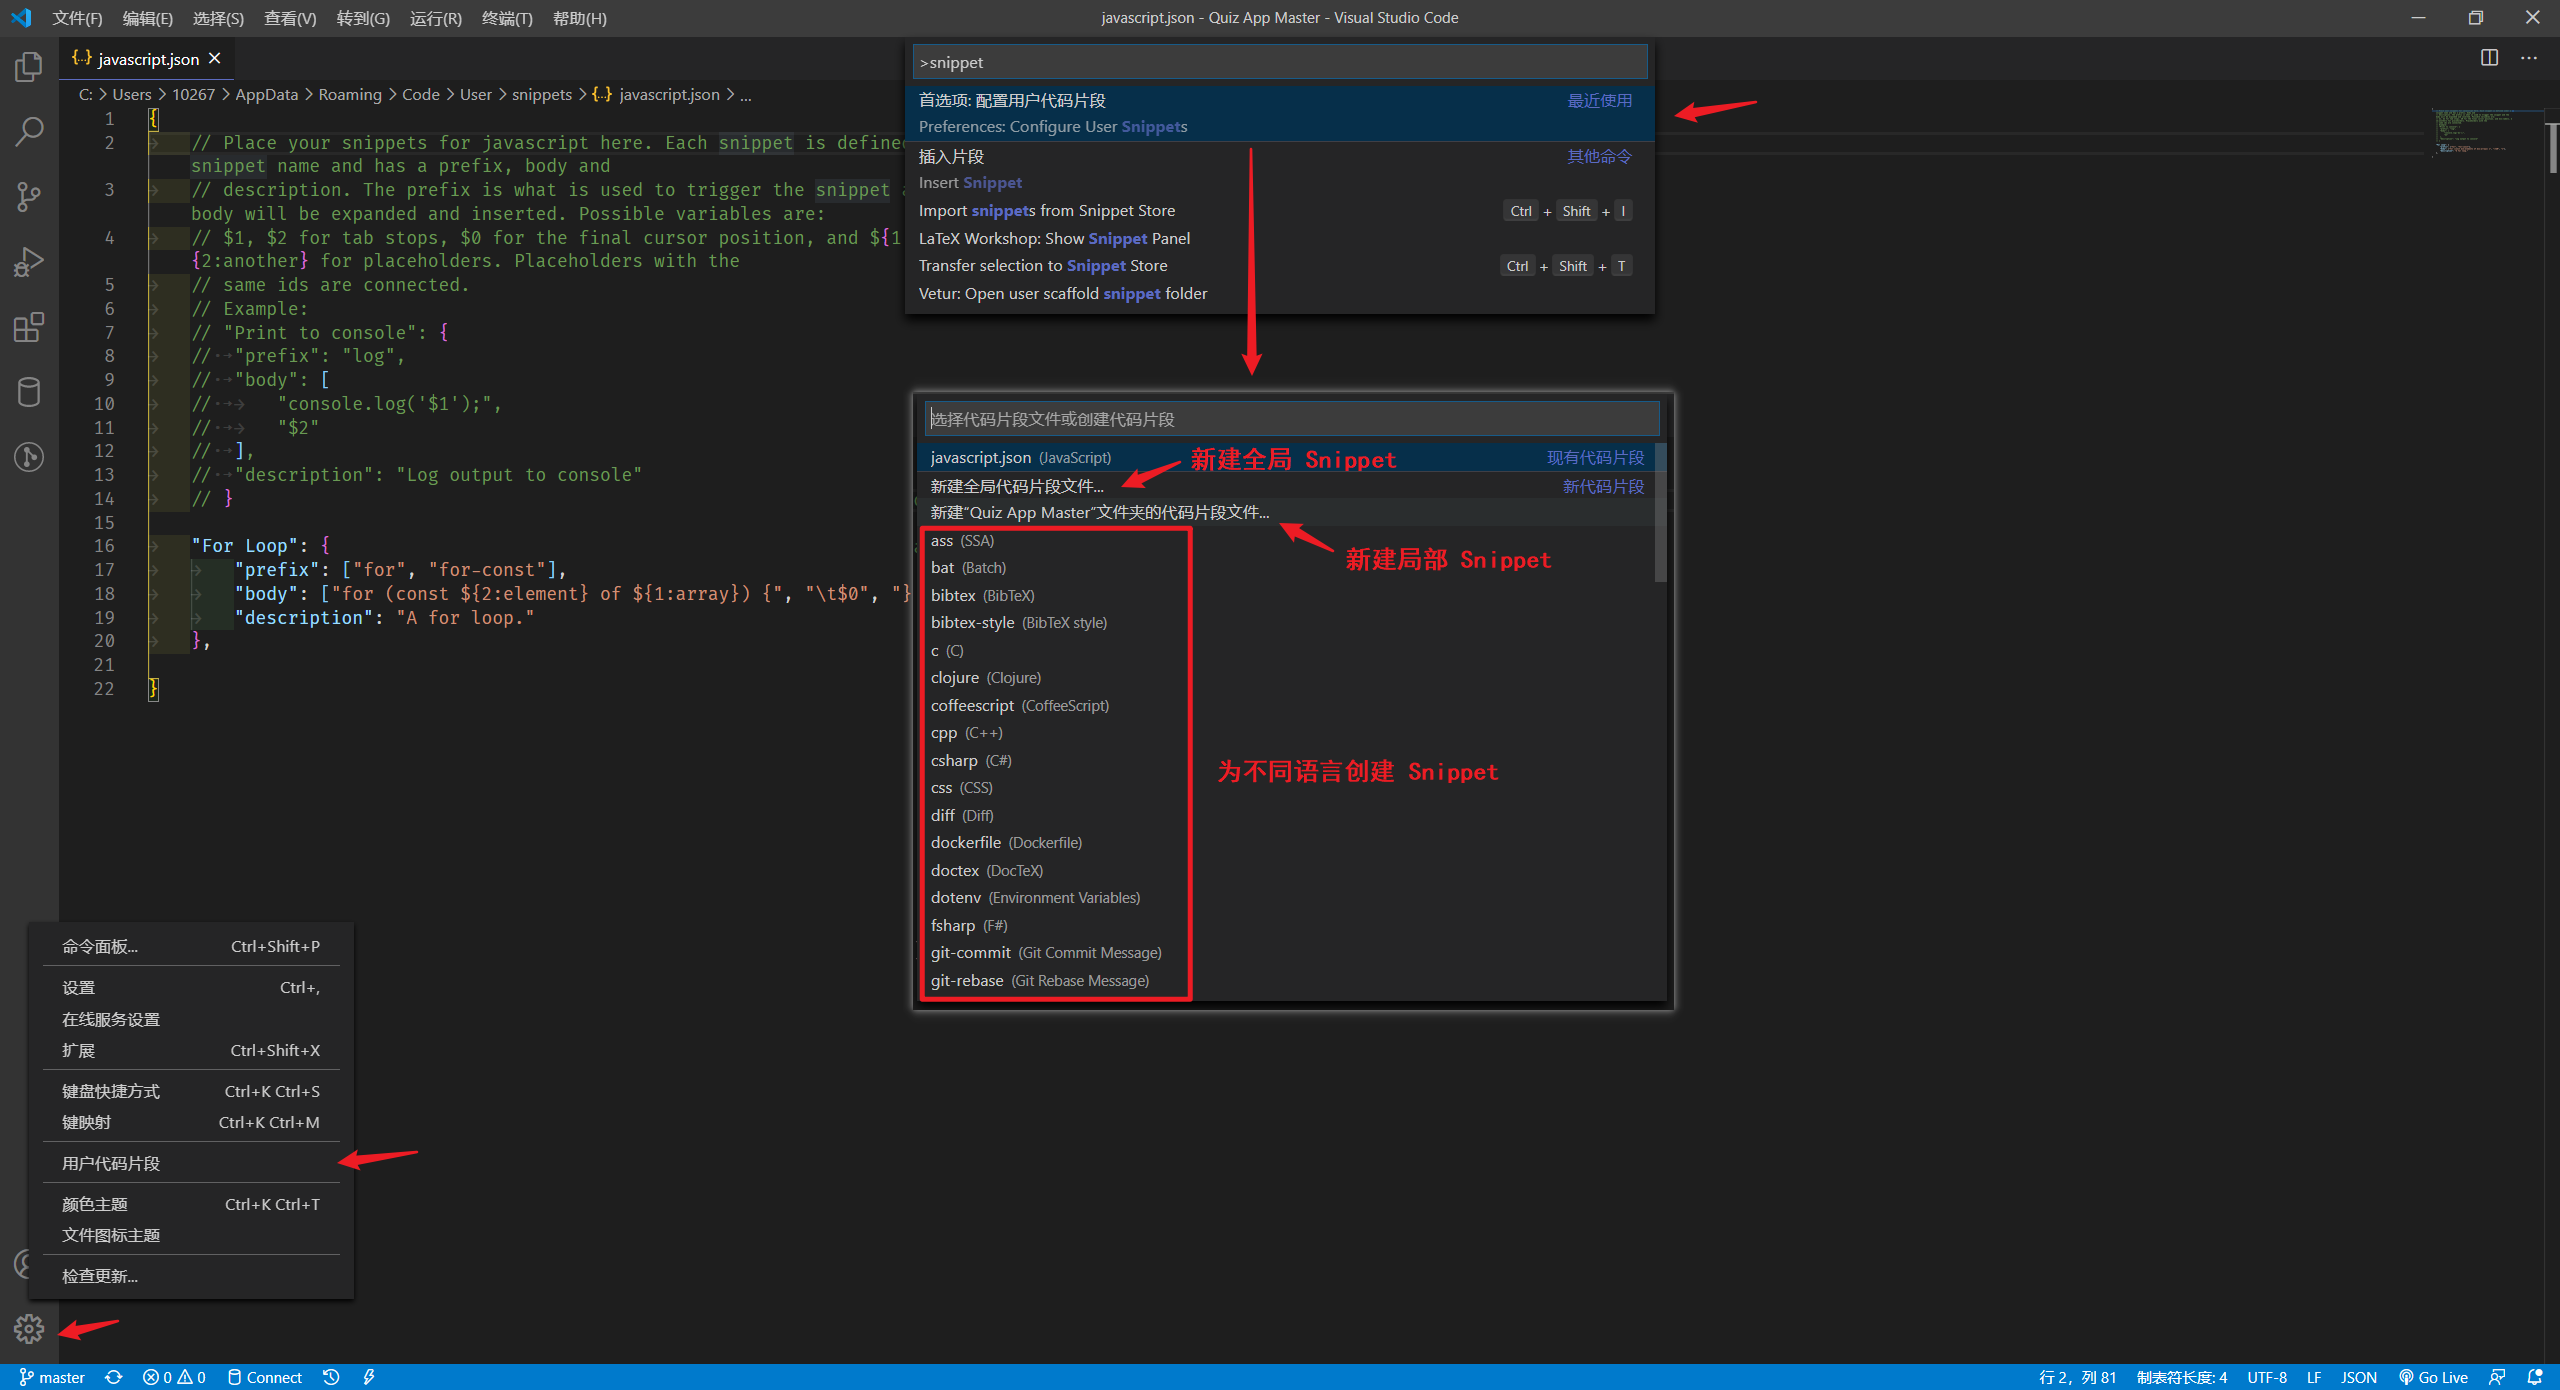 文件(F) 编辑(E) 选择(S) 查看(V) 转到(G) 运行(R) 终端(T) 帮助(H)
javascript.json - Quiz App Master - Visual Studio Code
{..} javascript.json
C: > Users > 10267 > AppData > Roaming > Code > User > snippets > {..} javascript.json > ...
1 {
2 // Place your snippets for javascript here. Each snippet is defined
snippet name and has a prefix, body and
3 // description. The prefix is what is used to trigger the snippet a
body will be expanded and inserted. Possible variables are:
4 // $1, $2 for tab stops, $0 for the final cursor position, and ${1
{2:another} for placeholders. Placeholders with the
5 // same ids are connected.
6 // Example:
7 // "Print to console": {
8 // "prefix": "log",
9 // "body": [
10 // "console.log('$1');",
11 // "$2"
12 // ],
13 // "description": "Log output to console"
14 // }
15
16 "For Loop": {
17 "prefix": ["for", "for-const"],
18 "body": ["for (const ${2:element} of ${1:array}) {", "\t$0", "}
19 "description": "A for loop."
20 },
21
22 }
>snippet
首选项: 配置用户代码片段 最近使用
Preferences: Configure User Snippets
插入片段 其他命令
Insert Snippet
Import snippets from Snippet Store Ctrl + Shift + I
LaTeX Workshop: Show Snippet Panel
Transfer selection to Snippet Store Ctrl + Shift + T
Vetur: Open user scaffold snippet folder
选择代码片段文件或创建代码片段
javascript.json (JavaScript) 现有代码片段
新建全局 Snippet
新建全局代码片段文件... 新代码片段
新建"Quiz App Master"文件夹的代码片段文件...
新建局部 Snippet
ass (SSA)
bat (Batch)
bibtex (BibTeX)
bibtex-style (BibTeX style)
c (C)
clojure (Clojure)
coffeescript (CoffeeScript)
cpp (C++)
csharp (C#)
为不同语言创建 Snippet
css (CSS)
diff (Diff)
dockerfile (Dockerfile)
doctex (DocTeX)
dotenv (Environment Variables)
fsharp (F#)
git-commit (Git Commit Message)
git-rebase (Git Rebase Message)
命令面板... Ctrl+Shift+P
设置 Ctrl+,
在线服务设置
扩展 Ctrl+Shift+X
键盘快捷方式 Ctrl+K Ctrl+S
键映射 Ctrl+K Ctrl+M
用户代码片段
颜色主题 Ctrl+K Ctrl+T
文件图标主题
检查更新...
master 0 0 Connect
行 2，列 81 制表符长度: 4 UTF-8 LF JSON Go Live